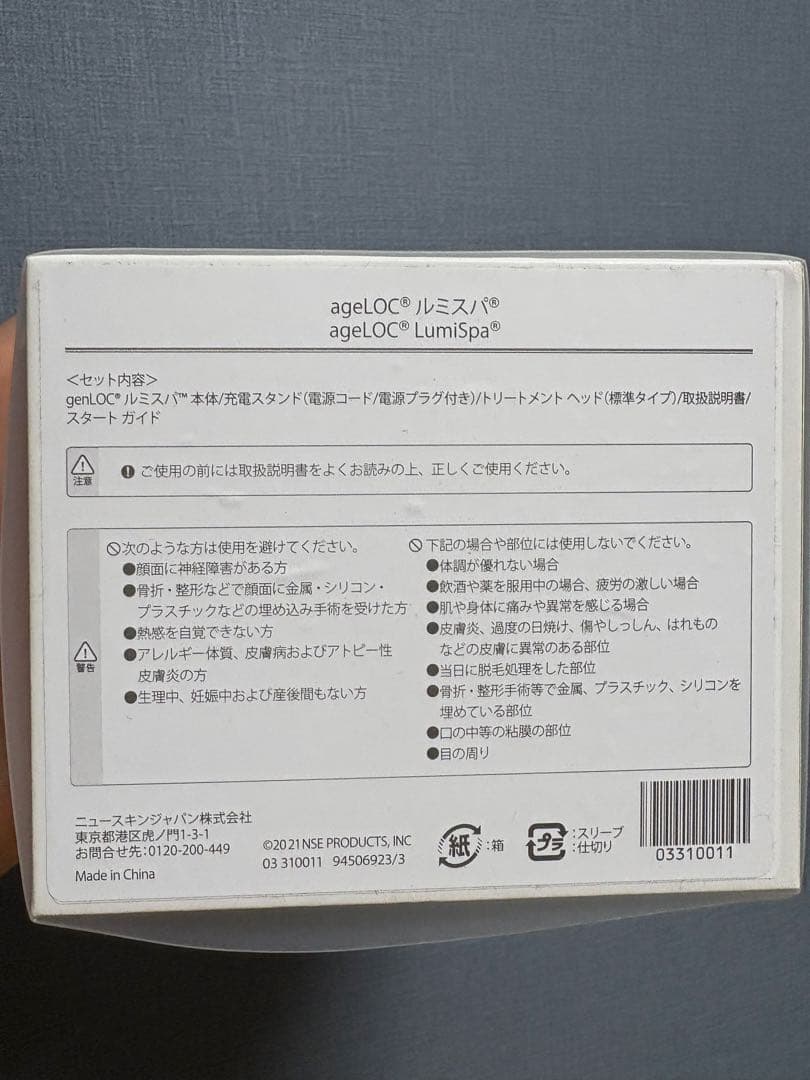 ageLOC® ルミスパ®
ageLOC® LumiSpa®
＜セット内容＞
genLOC® ルミスパ™ 本体/充電スタンド（電源コード/電源プラグ付き）/トリートメント ヘッド（標準タイプ）/取扱説明書/
スタート ガイド
注意
ご使用の前には取扱説明書をよくお読みの上、正しくご使用ください。
警告
次のような方は使用を避けてください。
●顔面に神経障害がある方
●骨折・整形などで顔面に金属・シリコン・
プラスチックなどの埋め込み手術を受けた方
●熱感を自覚できない方
●アレルギー体質、皮膚病およびアトピー性
皮膚炎の方
●生理中、妊娠中および産後間もない方
下記の場合や部位には使用しないでください。
●体調が優れない場合
●飲酒や薬を服用中の場合、疲労の激しい場合
●肌や身体に痛みや異常を感じる場合
●皮膚炎、過度の日焼け、傷やしっしん、はれもの
などの皮膚に異常のある部位
●当日に脱毛処理をした部位
●骨折・整形手術等で金属、プラスチック、シリコンを
埋めている部位
●口の中等の粘膜の部位
●目の周り
ニュースキンジャパン株式会社
東京都港区虎ノ門1-3-1
お問合せ先：0120-200-449
Made in China
©2021 NSE PRODUCTS, INC
03 310011 94506923/3
紙：箱
プラ：スリーブ
：仕切り
03310011